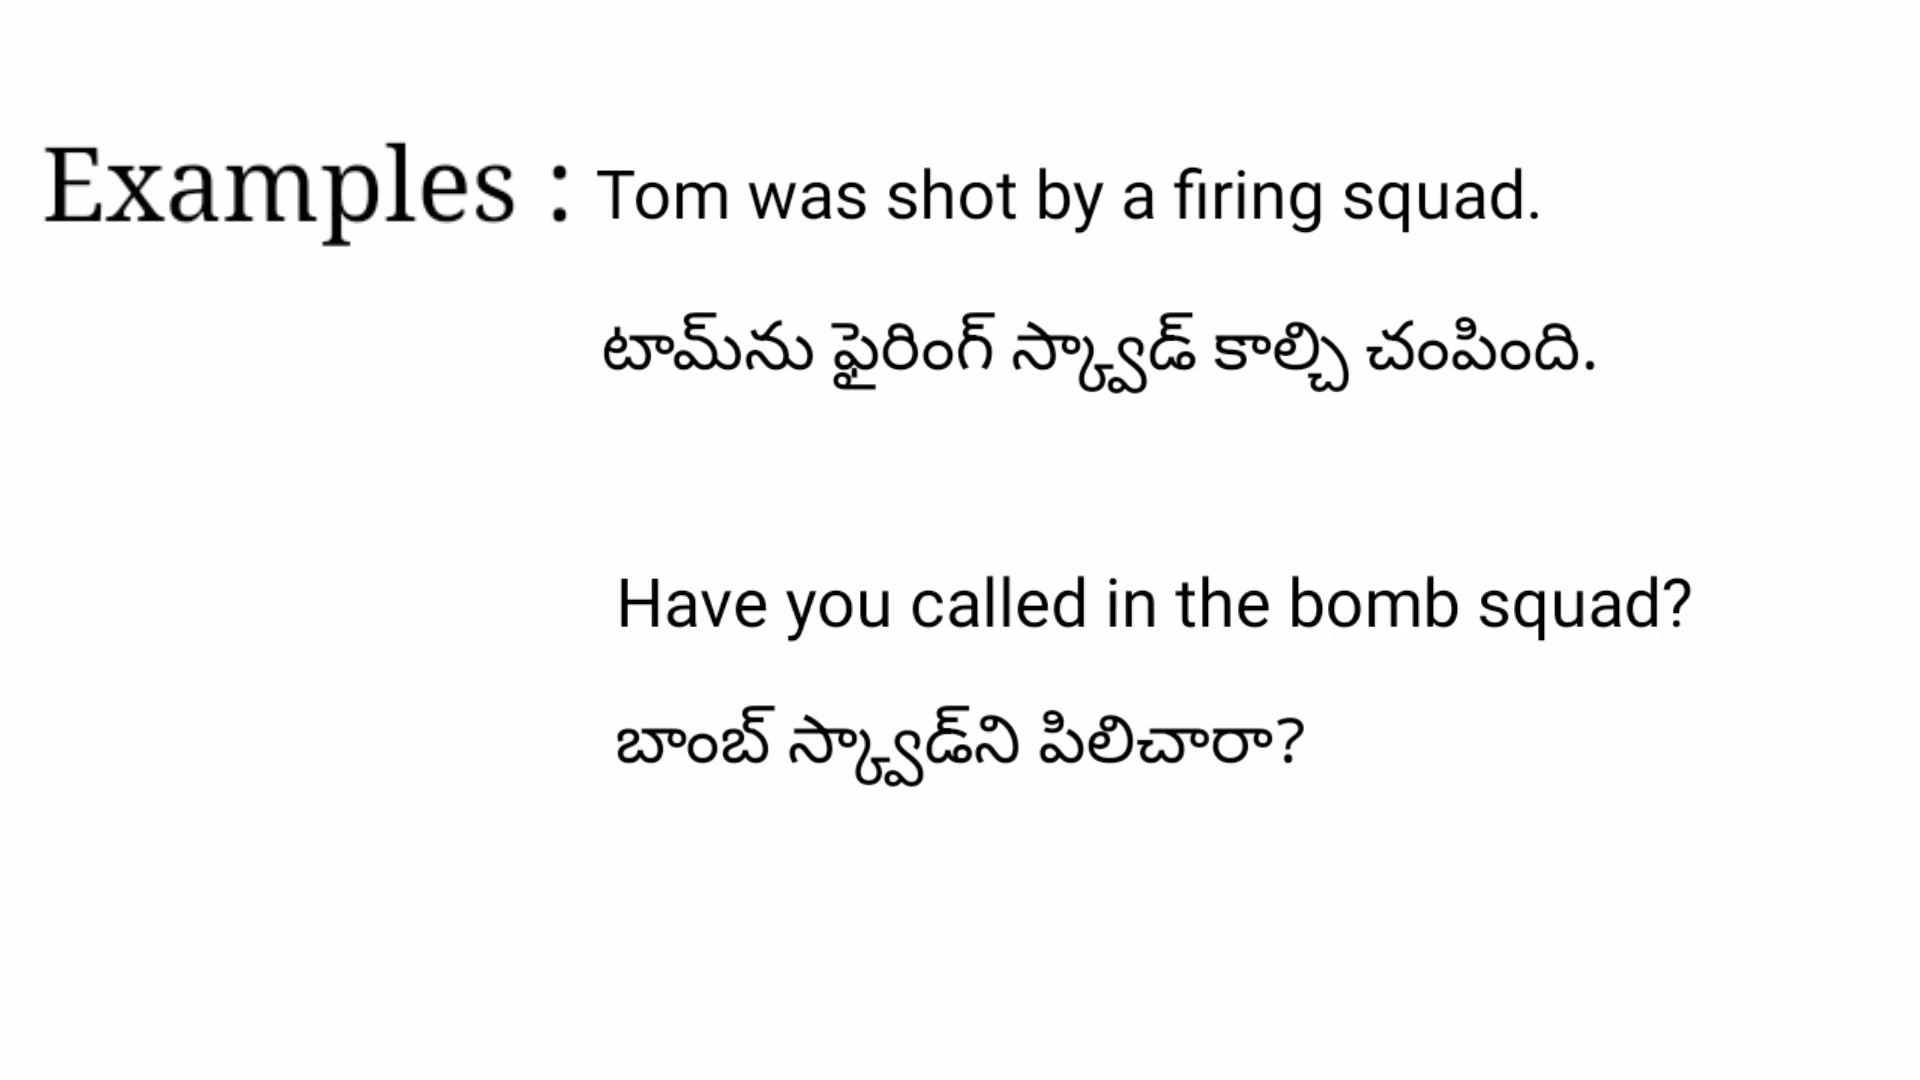 Examples : Tom was shot by a firing squad.
టామ్‌ను ఫైరింగ్ స్క్వాడ్ కాల్చి చంపింది.
Have you called in the bomb squad?
బాంబ్ స్క్వాడ్‌ని పిలిచారా?